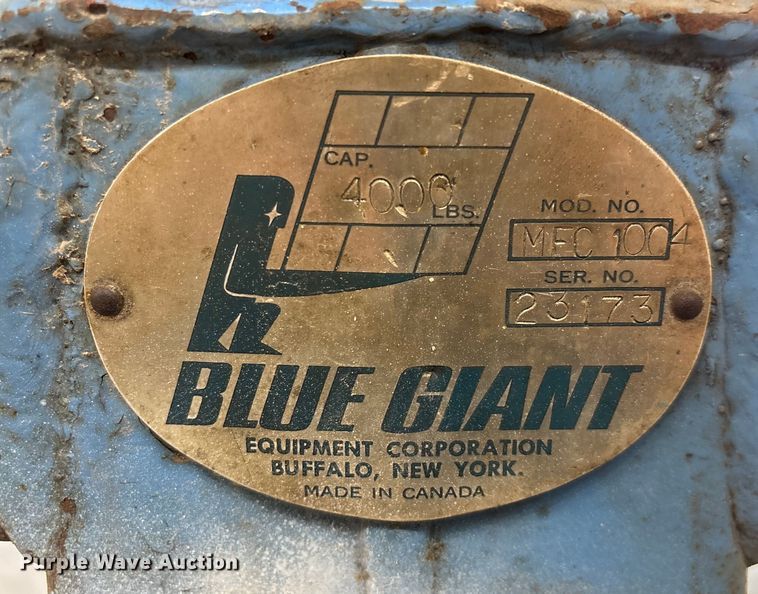 CAP.
4000
LBS.
MOD. NO.
MFC 1004
SER. NO.
23173
BLUE GIANT
EQUIPMENT CORPORATION
BUFFALO, NEW YORK.
MADE IN CANADA
Purple Wave Auction